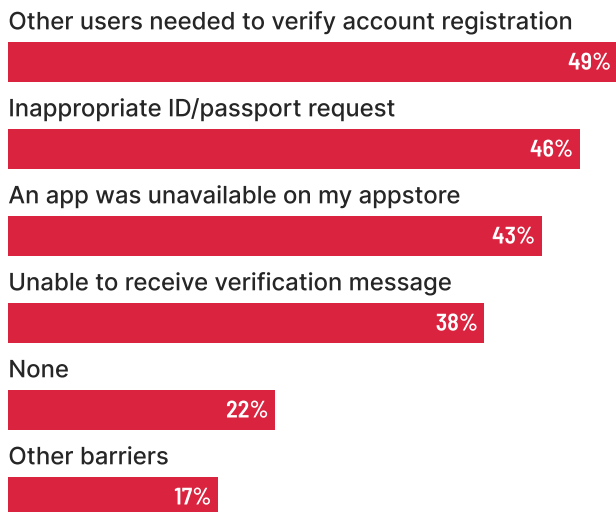 Other users needed to verify account registration
49%
Inappropriate ID/passport request
46%
An app was unavailable on my appstore
43%
Unable to receive verification message
38%
None
22%
Other barriers
17%